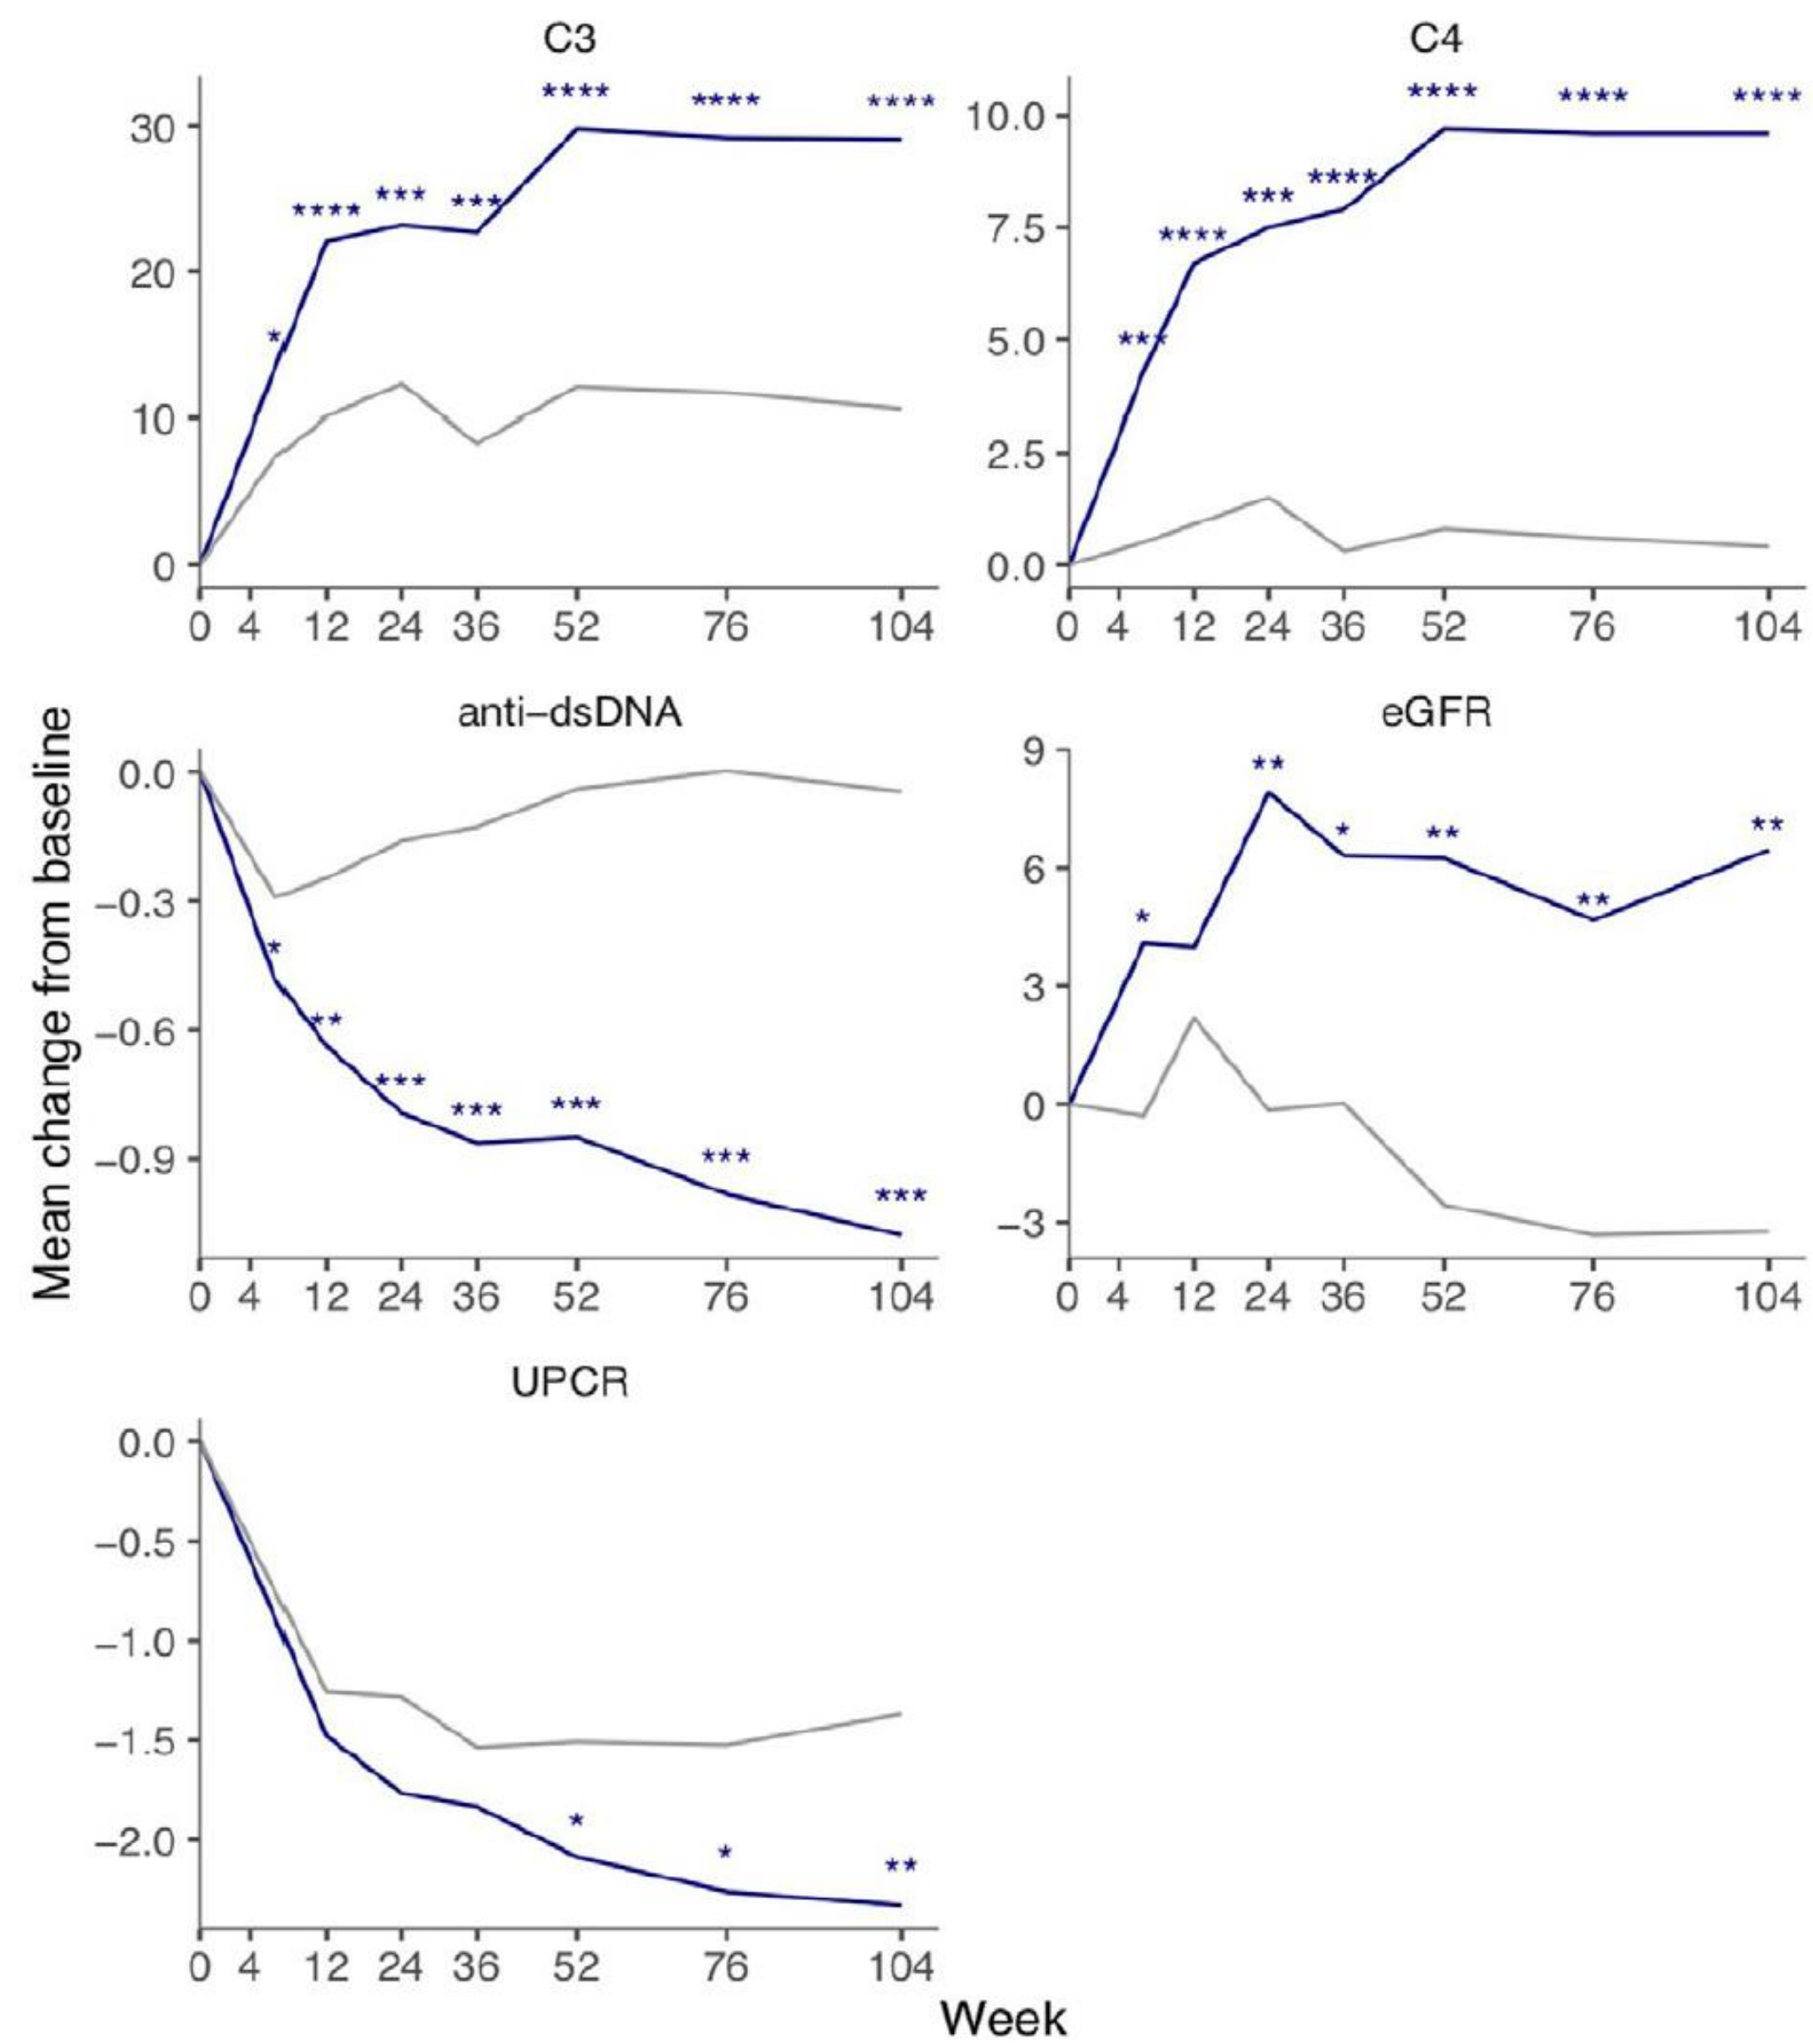 C3
C4
**** **** ****
**** **** ****
30
10.0
**** *** ***
*** ****
7.5
****
20
*
5.0
***
10
2.5
0
0.0
0 4 12 24 36 52 76 104
0 4 12 24 36 52 76 104
Mean change from baseline
anti–dsDNA
eGFR
0.0
9
**
* ** **
−0.3
6
**
*
*
−0.6
3
**
***
*** ***
0
−0.9
***
***
−3
0 4 12 24 36 52 76 104
0 4 12 24 36 52 76 104
UPCR
0.0
−0.5
−1.0
−1.5
*
−2.0
*
**
0 4 12 24 36 52 76 104
Week